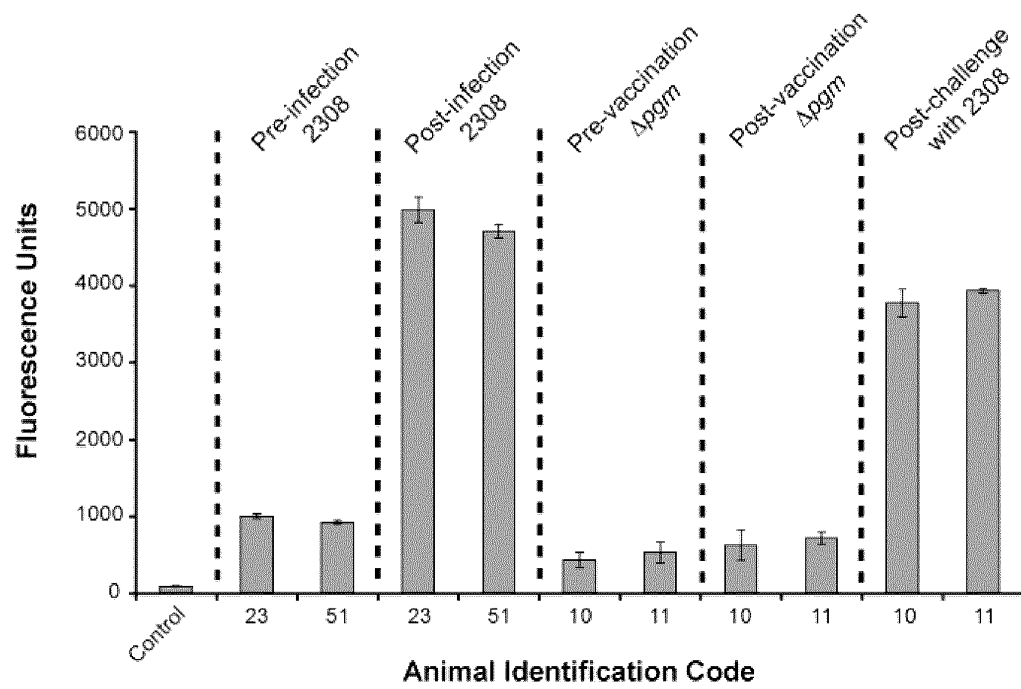 Pre-infection
2308
Post-infection
2308
Pre-vaccination
Δpgm
Post-vaccination
Δpgm
Post-challenge
with 2308
6000
5000
4000
3000
2000
1000
0
Fluorescence Units
Control
23
51
23
51
10
11
10
11
10
11
Animal Identification Code